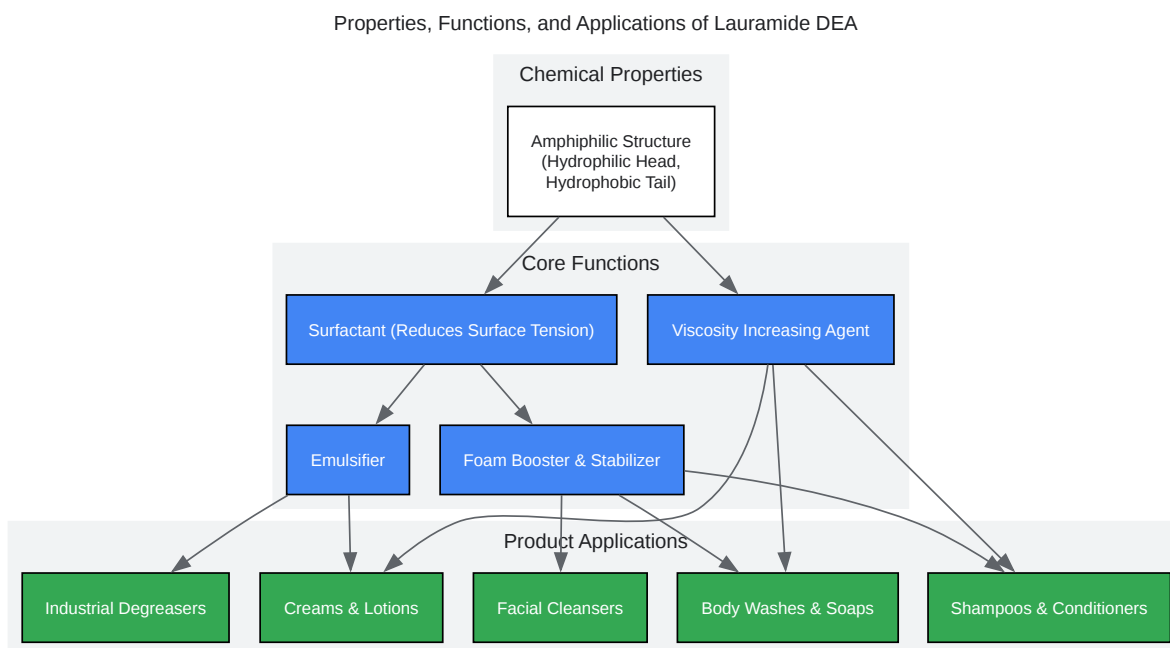 Properties, Functions, and Applications of Lauramide DEA
Chemical Properties
Amphiphilic Structure
(Hydrophilic Head,
Hydrophobic Tail)
Core Functions
Surfactant (Reduces Surface Tension)
Viscosity Increasing Agent
Emulsifier
Foam Booster & Stabilizer
Product Applications
Industrial Degreasers
Creams & Lotions
Facial Cleansers
Body Washes & Soaps
Shampoos & Conditioners